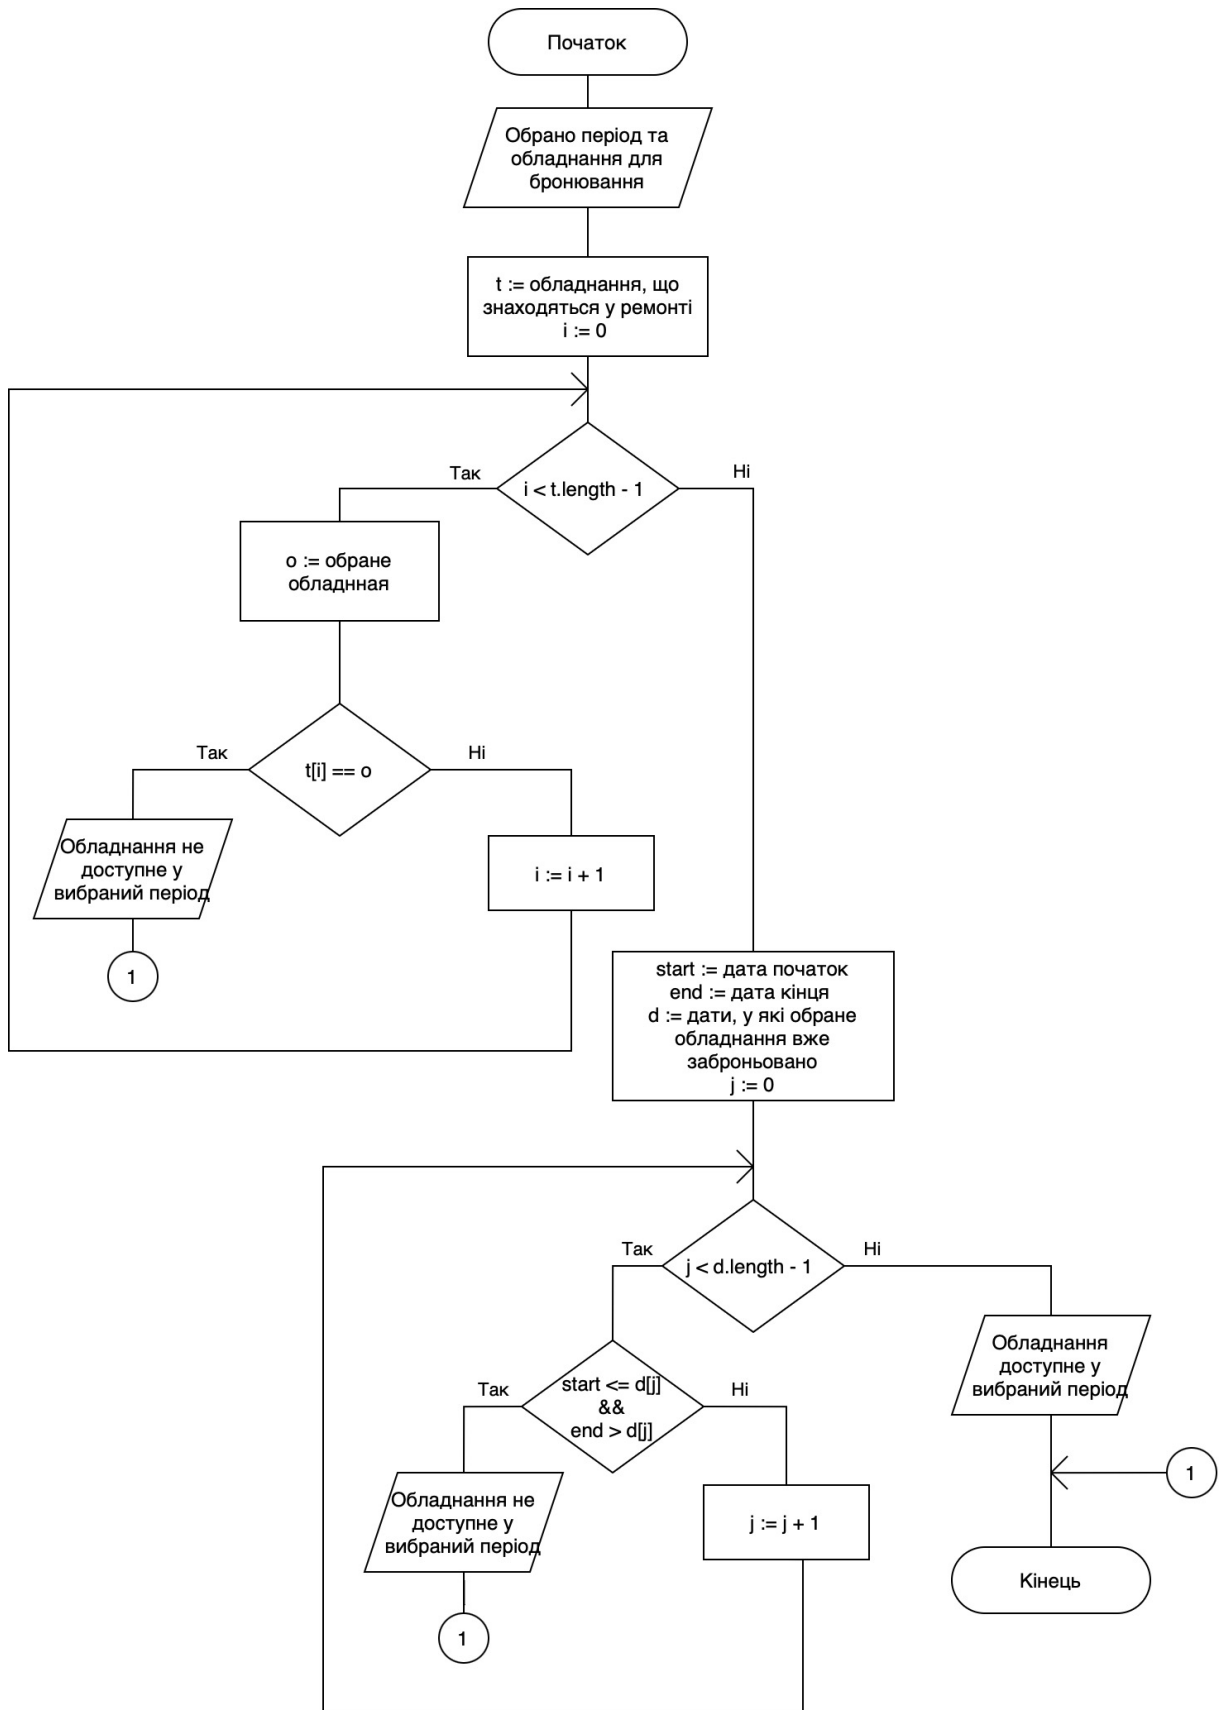 Початок
Обрано період та
обладнання для
бронювання
t := обладнання, що
знаходяться у ремонті
i := 0
Так
i < t.length - 1
Ні
o := обране
обладнная
Так
t[i] == o
Ні
Обладнання не
доступне у
вибраний період
i := i + 1
1
start := дата початок
end := дата кінця
d := дати, у які обране
обладнання вже
заброньовано
j := 0
Так
j < d.length - 1
Ні
Обладнання
доступне у
вибраний період
Так
start <= d[j]
&&
end > d[j]
Ні
1
Обладнання не
доступне у
вибраний період
j := j + 1
Кінець
1